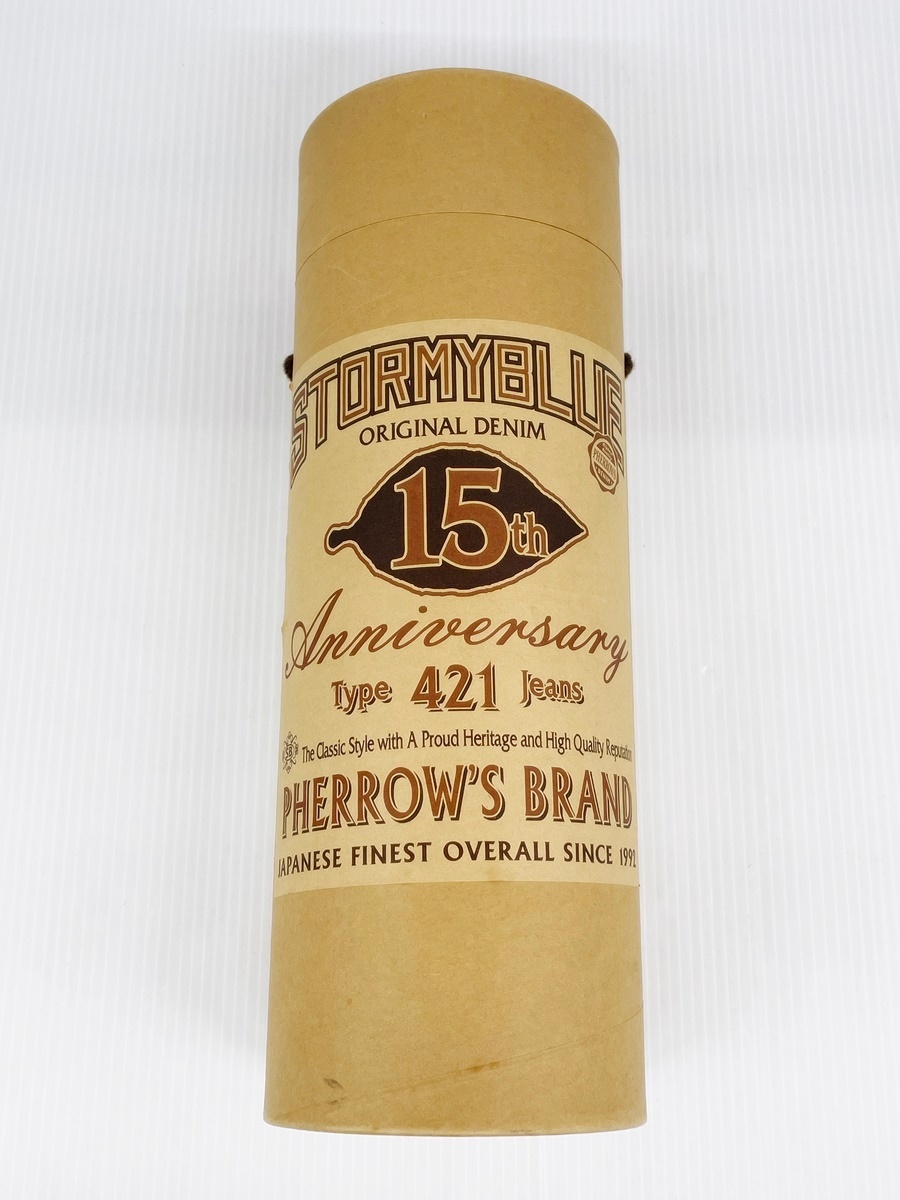 STORMYBLUE
ORIGINAL DENIM
15th
Anniversary
Type 421 Jeans
The Classic Style with A Proud Heritage and High Quality Reputation
PHERROW'S BRAND
JAPANESE FINEST OVERALL SINCE 1992